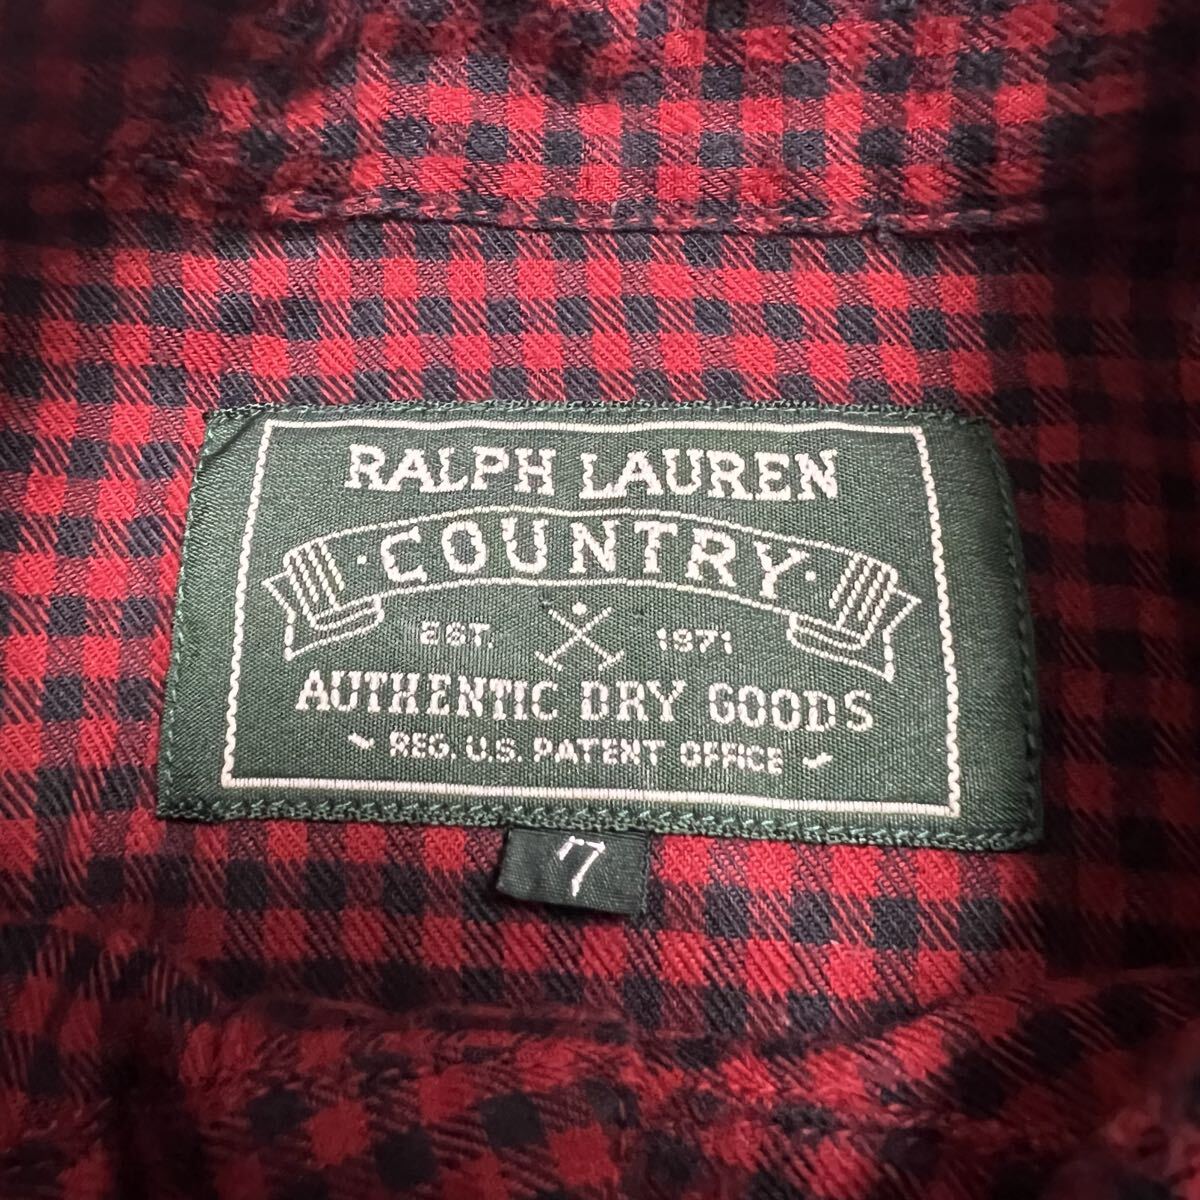 RALPH LAUREN
·COUNTRY·
EST. 1971
AUTHENTIC DRY GOODS
REG. U.S. PATENT OFFICE
7